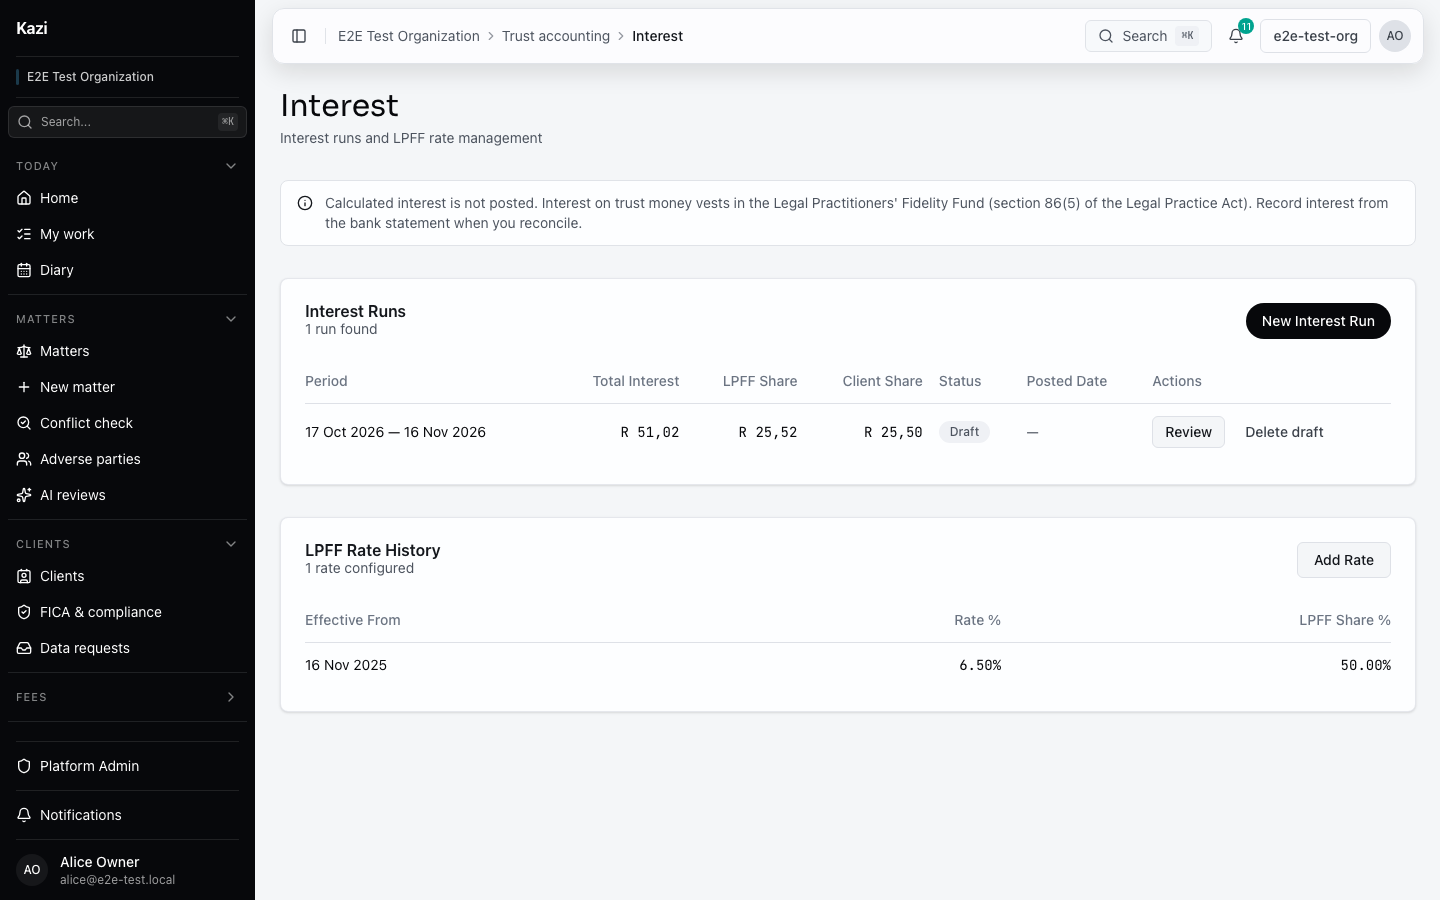 Kazi
E2E Test Organization
Search...
⌘K
TODAY
Home
My work
Diary
MATTERS
Matters
New matter
Conflict check
Adverse parties
AI reviews
CLIENTS
Clients
FICA & compliance
Data requests
FEES
Platform Admin
Notifications
AO
Alice Owner
alice@e2e-test.local
E2E Test Organization > Trust accounting > Interest
Search ⌘K
11
e2e-test-org
AO
Interest
Interest runs and LPFF rate management
Calculated interest is not posted. Interest on trust money vests in the Legal Practitioners' Fidelity Fund (section 86(5) of the Legal Practice Act). Record interest from
the bank statement when you reconcile.
Interest Runs
1 run found
New Interest Run
Period Total Interest LPFF Share Client Share Status Posted Date Actions
17 Oct 2026 — 16 Nov 2026 R 51,02 R 25,52 R 25,50 Draft — Review Delete draft
LPFF Rate History
1 rate configured
Add Rate
Effective From Rate % LPFF Share %
16 Nov 2025 6.50% 50.00%